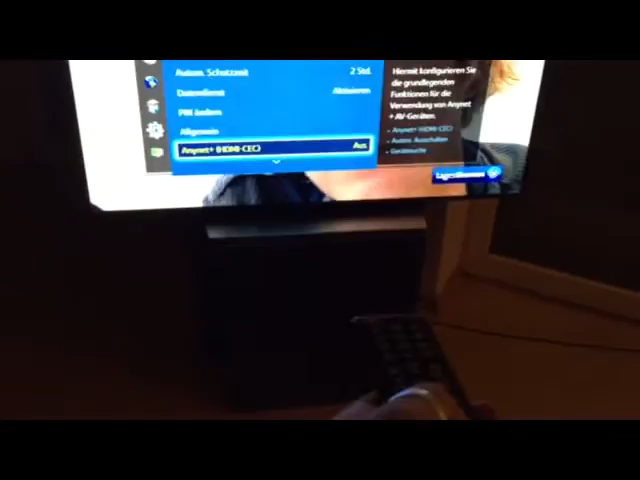 Autom. Schutzzeit 2 Std.
Datendienst Aktivieren
PIN ändern
Allgemein
Anynet+ (HDMI-CEC) Aus
Hiermit konfigurieren Sie
die grundlegenden
Funktionen für die
Verwendung von Anynet
+ AV-Geräten.
- Anynet+ (HDMI-CEC)
- Autom. Ausschalten
- Gerätesuche
tagesthemen